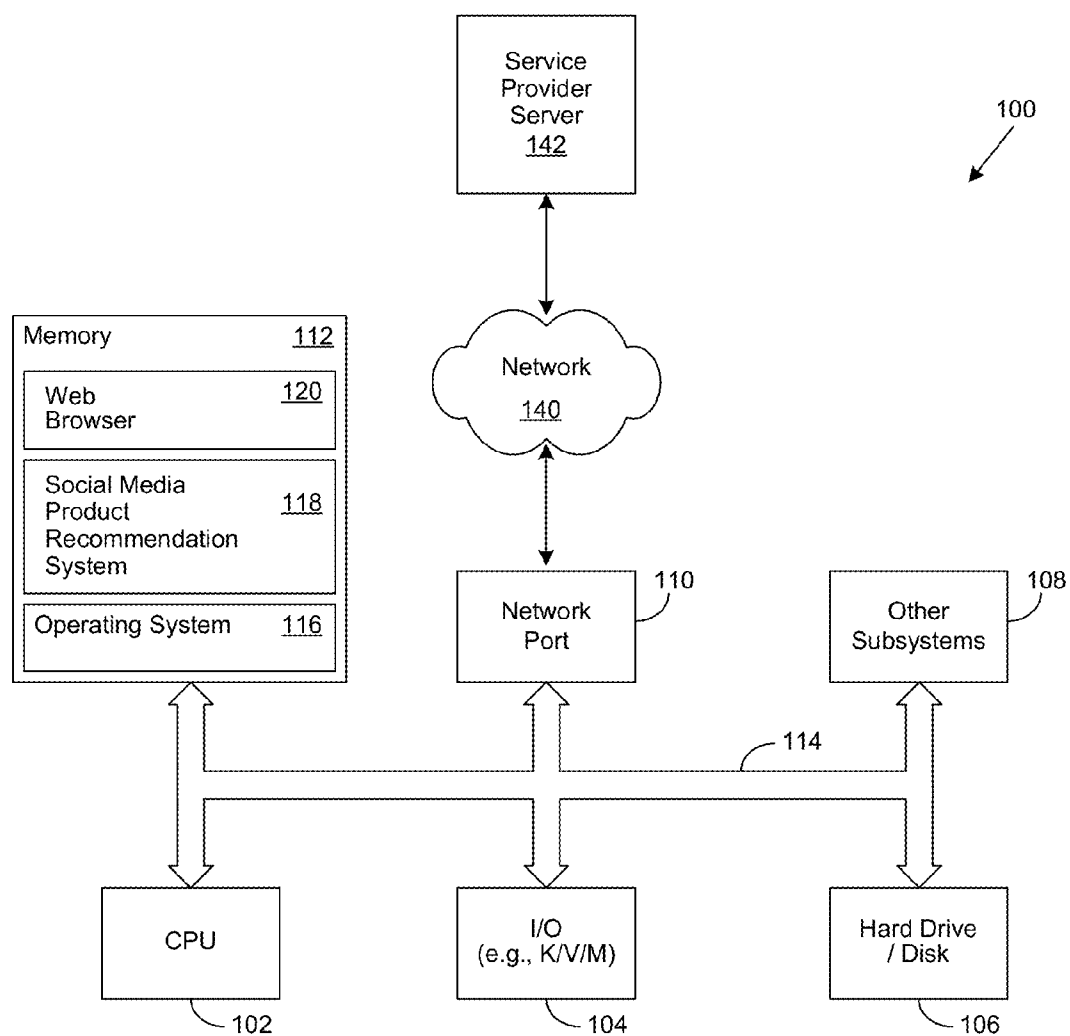 Service
Provider
Server
142
100
Memory 112
Web
Browser
120
Social Media
Product
Recommendation
System
118
Operating System 116
Network
140
Network
Port
110
Other
Subsystems
108
114
CPU
102
I/O
(e.g., K/V/M)
104
Hard Drive
/ Disk
106